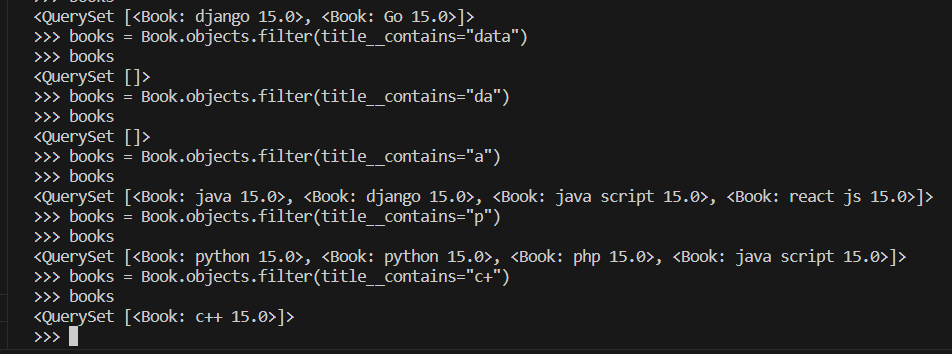 <QuerySet [<Book: django 15.0>, <Book: Go 15.0>]>
>>> books = Book.objects.filter(title__contains="data")
>>> books
<QuerySet []>
>>> books = Book.objects.filter(title__contains="da")
>>> books
<QuerySet []>
>>> books = Book.objects.filter(title__contains="a")
>>> books
<QuerySet [<Book: java 15.0>, <Book: django 15.0>, <Book: java script 15.0>, <Book: react js 15.0>]>
>>> books = Book.objects.filter(title__contains="p")
>>> books
<QuerySet [<Book: python 15.0>, <Book: python 15.0>, <Book: php 15.0>, <Book: java script 15.0>]>
>>> books = Book.objects.filter(title__contains="c+")
>>> books
<QuerySet [<Book: c++ 15.0>]>
>>>